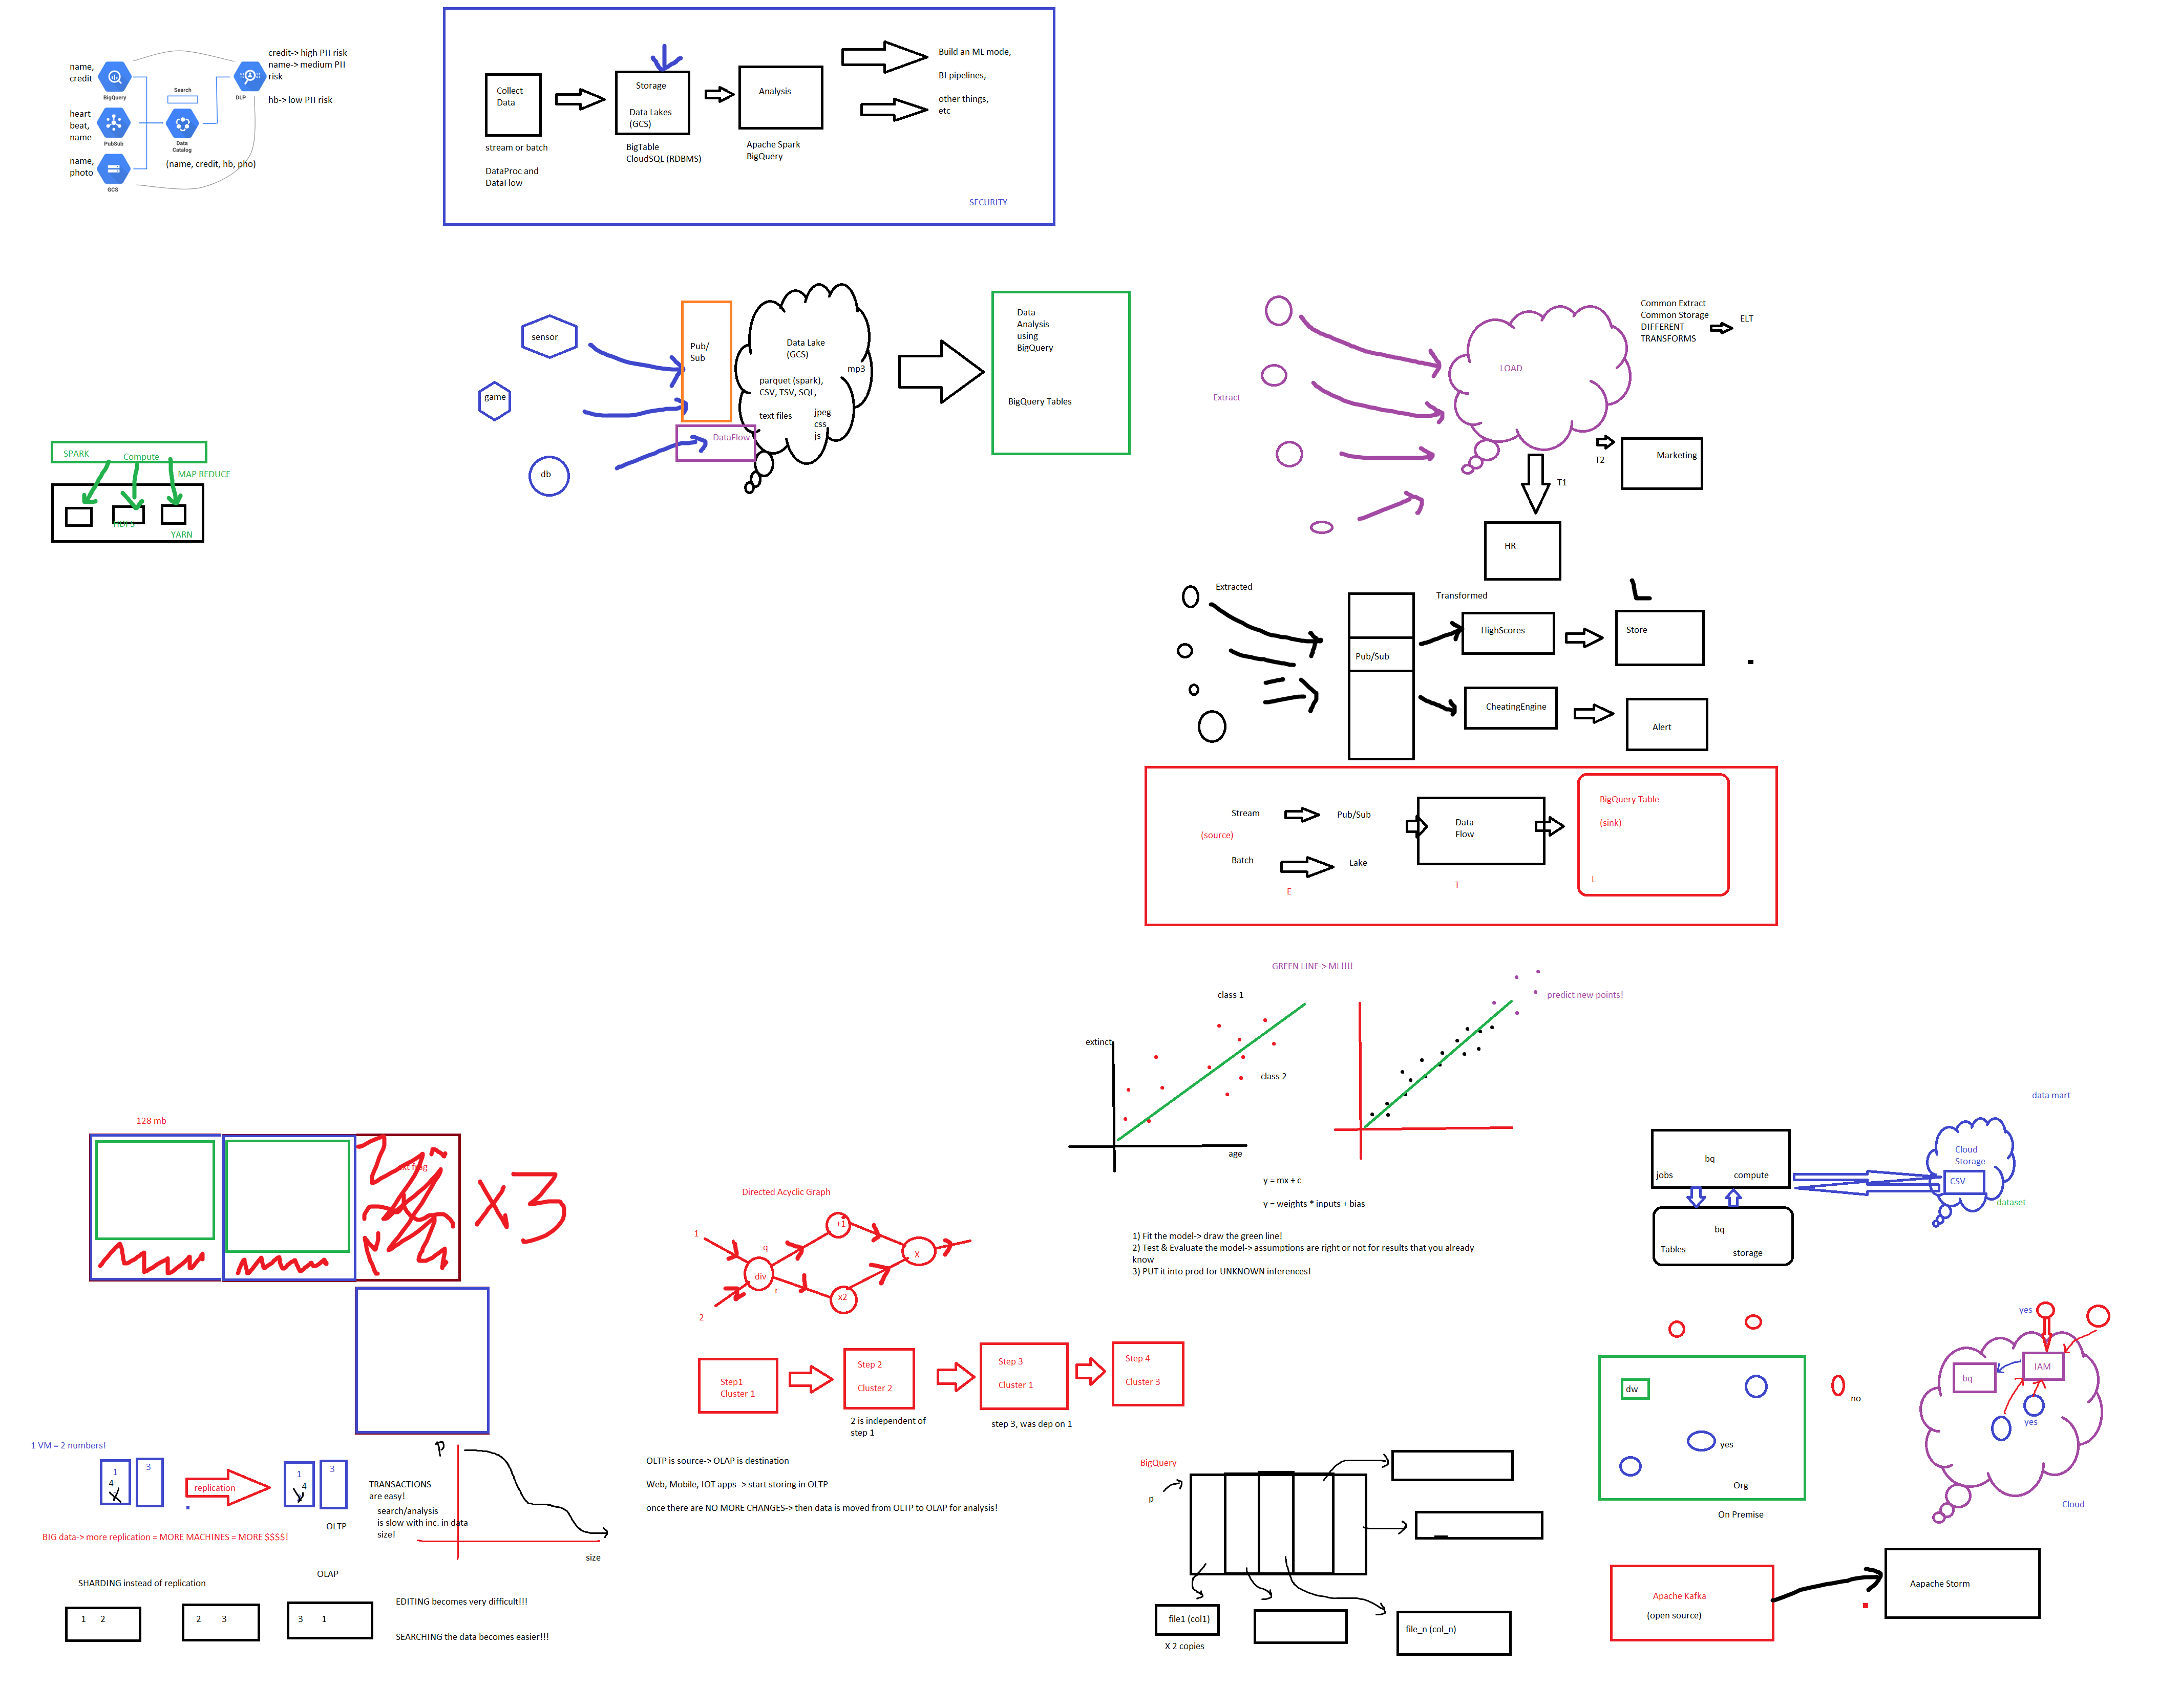 name,
credit
BigQuery
heart
beat,
name
PubSub
name,
photo
GCS
Search
Data
Catalog
(name, credit, hb, pho)
DLP
credit-> high PII risk
name-> medium PII
risk
hb-> low PII risk
Collect
Data
stream or batch
DataProc and
DataFlow
Storage
Data Lakes
(GCS)
BigTable
CloudSQL (RDBMS)
Analysis
Apache Spark
BigQuery
Build an ML mode,
BI pipelines,
other things,
etc
SECURITY
SPARK
Compute
MAP REDUCE
HDFS
YARN
sensor
game
db
Pub/
Sub
DataFlow
Data Lake
(GCS)
mp3
parquet (spark),
CSV, TSV, SQL,
text files
jpeg
css
js
Data
Analysis
using
BigQuery
BigQuery Tables
Extract
LOAD
Common Extract
Common Storage
DIFFERENT
TRANSFORMS
ELT
T2
Marketing
T1
HR
Extracted
Pub/Sub
Transformed
HighScores
L
Store
CheatingEngine
Alert
Stream
Pub/Sub
(source)
Batch
Lake
E
Data
Flow
T
BigQuery Table
(sink)
L
GREEN LINE-> ML!!!!
class 1
extinct
class 2
age
predict new points!
y = mx + c
y = weights * inputs + bias
1) Fit the model-> draw the green line!
2) Test & Evaluate the model-> assumptions are right or not for results that you already
know
3) PUT it into prod for UNKNOWN inferences!
data mart
bq
jobs
compute
Cloud
Storage
CSV
dataset
bq
Tables
storage
128 mb
x3
Directed Acyclic Graph
1
q
+1
div
X
r
x2
2
Step1
Cluster 1
Step 2
Cluster 2
Step 3
Cluster 1
Step 4
Cluster 3
2 is independent of
step 1
step 3, was dep on 1
dw
yes
Org
no
On Premise
yes
IAM
bq
yes
Cloud
1 VM = 2 numbers!
1
4
3
replication
1
4
3
OLTP
TRANSACTIONS
are easy!
search/analysis
is slow with inc. in data
size!
P
size
BIG data-> more replication = MORE MACHINES = MORE $$$$!
OLTP is source-> OLAP is destination
Web, Mobile, IOT apps -> start storing in OLTP
once there are NO MORE CHANGES-> then data is moved from OLTP to OLAP for analysis!
SHARDING instead of replication
OLAP
1 2
2 3
3 1
EDITING becomes very difficult!!!
SEARCHING the data becomes easier!!!
BigQuery
p
file1 (col1)
X 2 copies
file_n (col_n)
Apache Kafka
(open source)
Aapache Storm